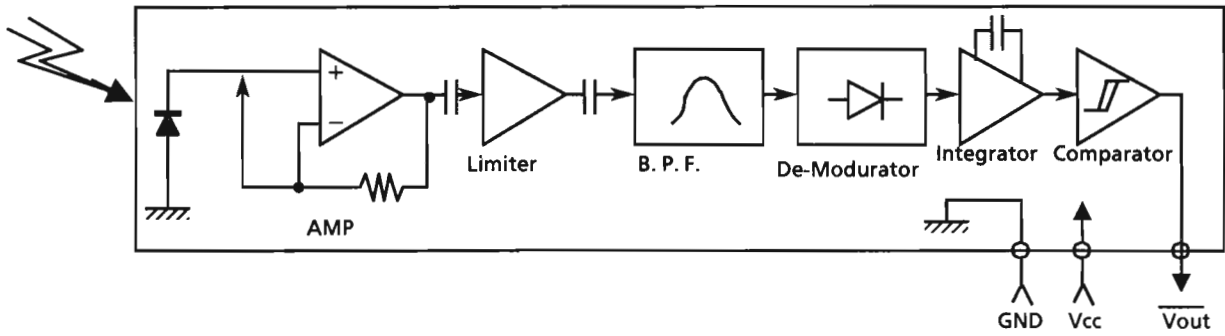 +
−
AMP
Limiter
B. P. F.
De-Modurator
Integrator
Comparator
GND
Vcc
Vout